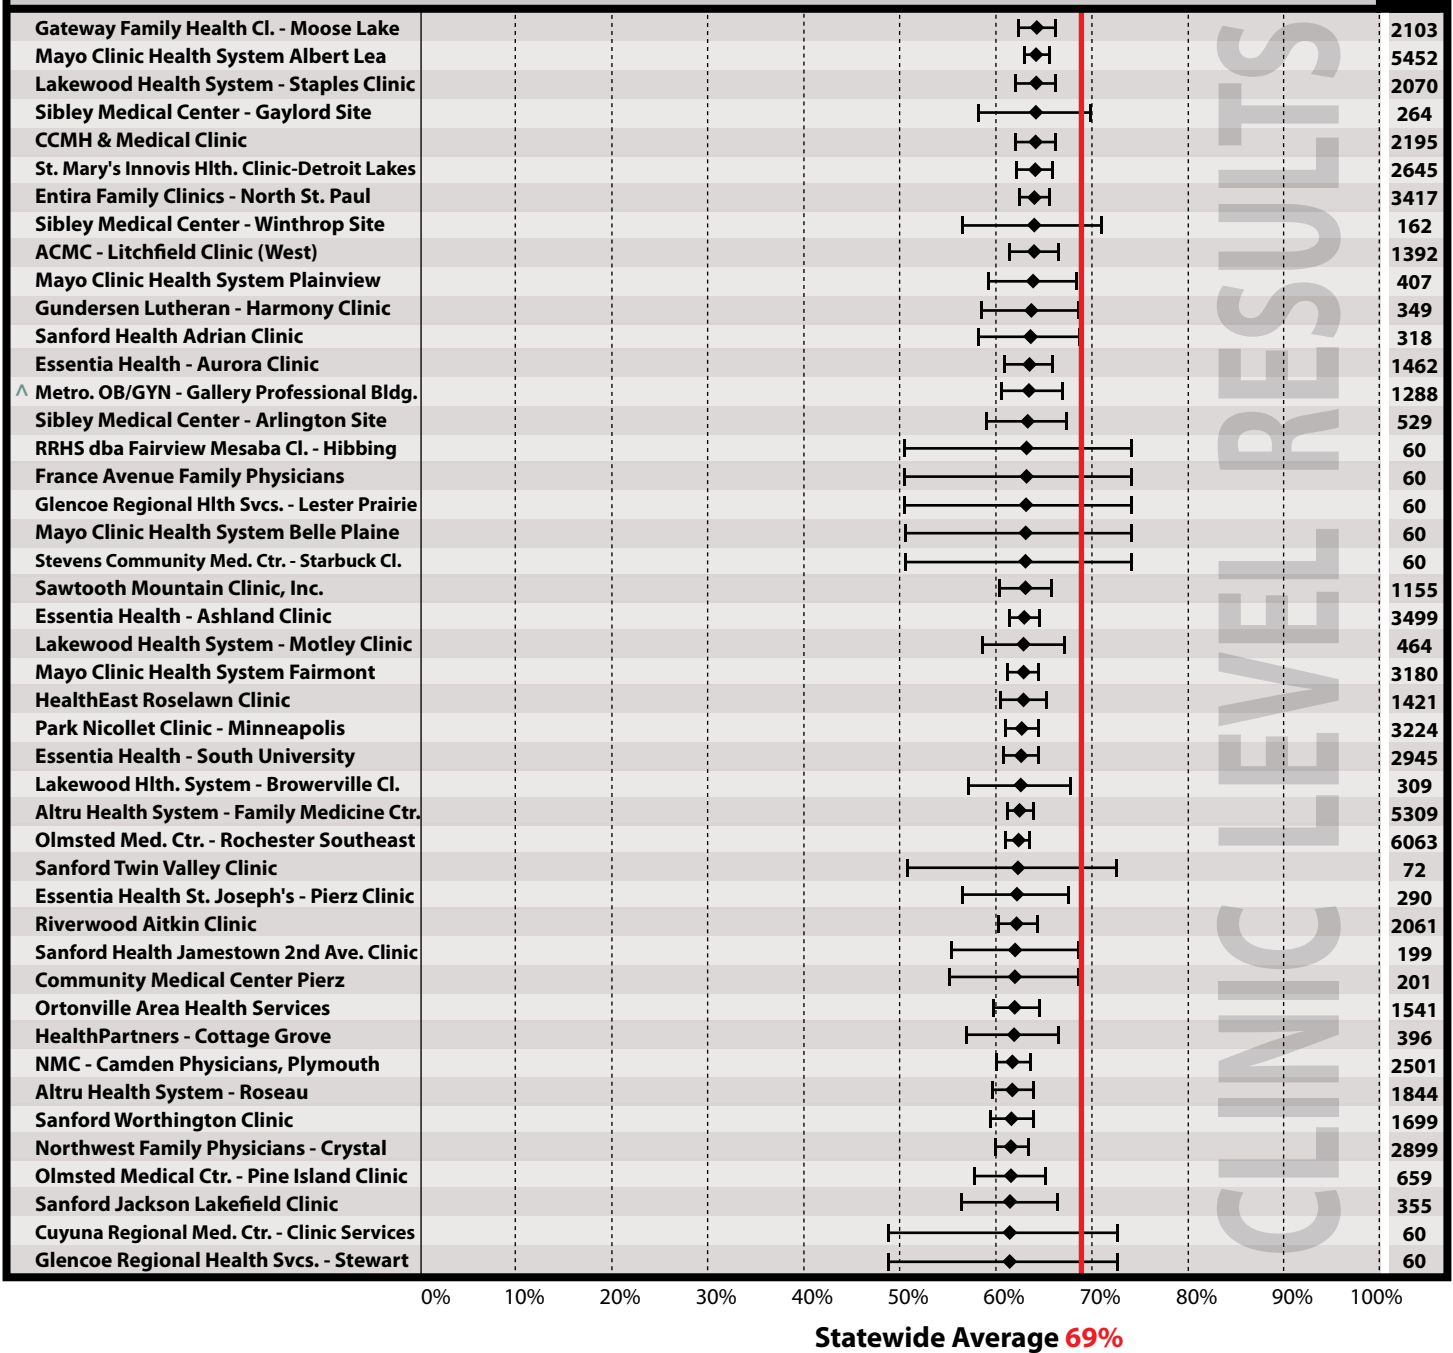 Gateway Family Health Cl. - Moose Lake 2103
Mayo Clinic Health System Albert Lea 5452
Lakewood Health System - Staples Clinic 2070
Sibley Medical Center - Gaylord Site 264
CCMH & Medical Clinic 2195
St. Mary's Innovis Hlth. Clinic-Detroit Lakes 2645
Entira Family Clinics - North St. Paul 3417
Sibley Medical Center - Winthrop Site 162
ACMC - Litchfield Clinic (West) 1392
Mayo Clinic Health System Plainview 407
Gundersen Lutheran - Harmony Clinic 349
Sanford Health Adrian Clinic 318
Essentia Health - Aurora Clinic 1462
^ Metro. OB/GYN - Gallery Professional Bldg. 1288
Sibley Medical Center - Arlington Site 529
RRHS dba Fairview Mesaba Cl. - Hibbing 60
France Avenue Family Physicians 60
Glencoe Regional Hlth Svcs. - Lester Prairie 60
Mayo Clinic Health System Belle Plaine 60
Stevens Community Med. Ctr. - Starbuck Cl. 60
Sawtooth Mountain Clinic, Inc. 1155
Essentia Health - Ashland Clinic 3499
Lakewood Health System - Motley Clinic 464
Mayo Clinic Health System Fairmont 3180
HealthEast Roselawn Clinic 1421
Park Nicollet Clinic - Minneapolis 3224
Essentia Health - South University 2945
Lakewood Hlth. System - Browerville Cl. 309
Altru Health System - Family Medicine Ctr. 5309
Olmsted Med. Ctr. - Rochester Southeast 6063
Sanford Twin Valley Clinic 72
Essentia Health St. Joseph's - Pierz Clinic 290
Riverwood Aitkin Clinic 2061
Sanford Health Jamestown 2nd Ave. Clinic 199
Community Medical Center Pierz 201
Ortonville Area Health Services 1541
HealthPartners - Cottage Grove 396
NMC - Camden Physicians, Plymouth 2501
Altru Health System - Roseau 1844
Sanford Worthington Clinic 1699
Northwest Family Physicians - Crystal 2899
Olmsted Medical Ctr. - Pine Island Clinic 659
Sanford Jackson Lakefield Clinic 355
Cuyuna Regional Med. Ctr. - Clinic Services 60
Glencoe Regional Health Svcs. - Stewart 60
CLINIC LEVEL RESULTS
0% 10% 20% 30% 40% 50% 60% 70% 80% 90% 100%
Statewide Average 69%